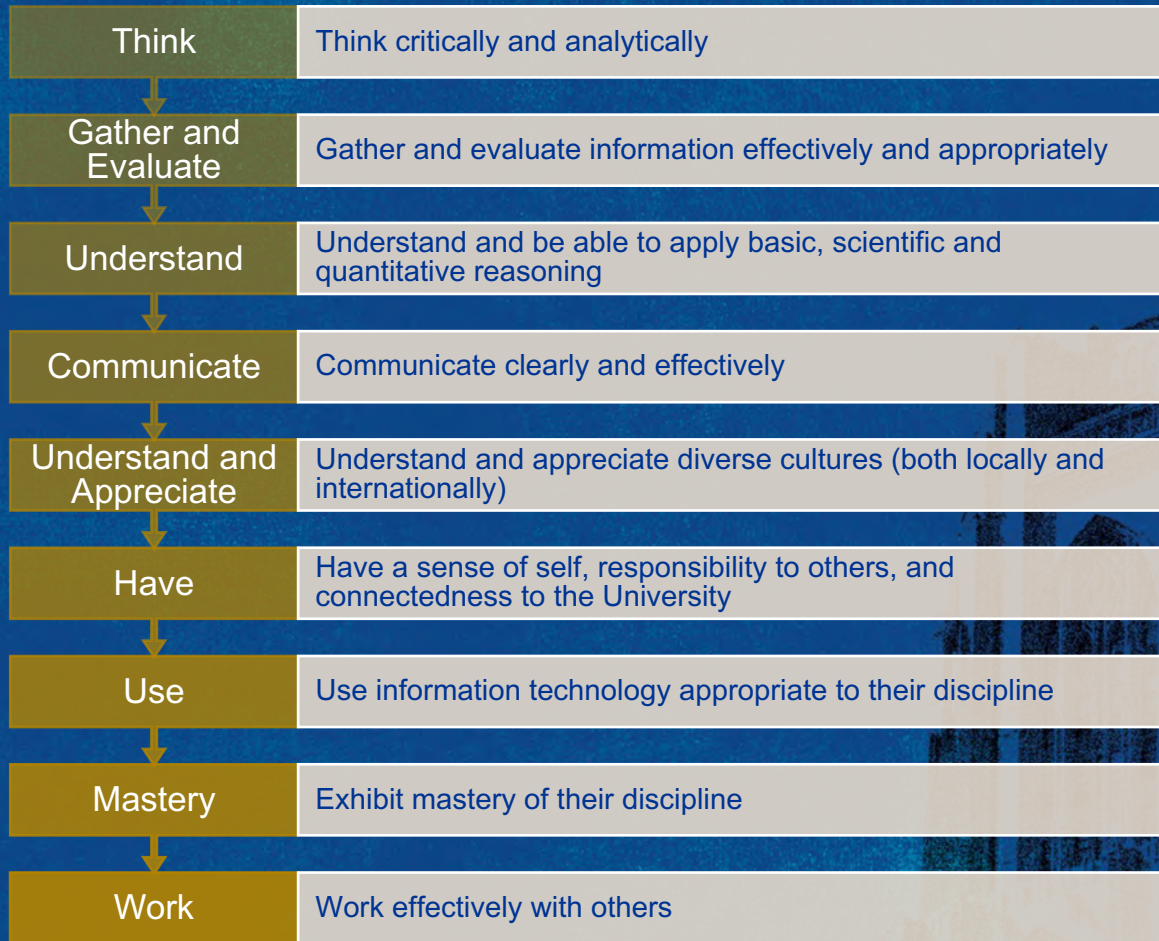 Think
Think critically and analytically
Gather and
Evaluate
Gather and evaluate information effectively and appropriately
Understand
Understand and be able to apply basic, scientific and
quantitative reasoning
Communicate
Communicate clearly and effectively
Understand and
Appreciate
Understand and appreciate diverse cultures (both locally and
internationally)
Have
Have a sense of self, responsibility to others, and
connectedness to the University
Use
Use information technology appropriate to their discipline
Mastery
Exhibit mastery of their discipline
Work
Work effectively with others